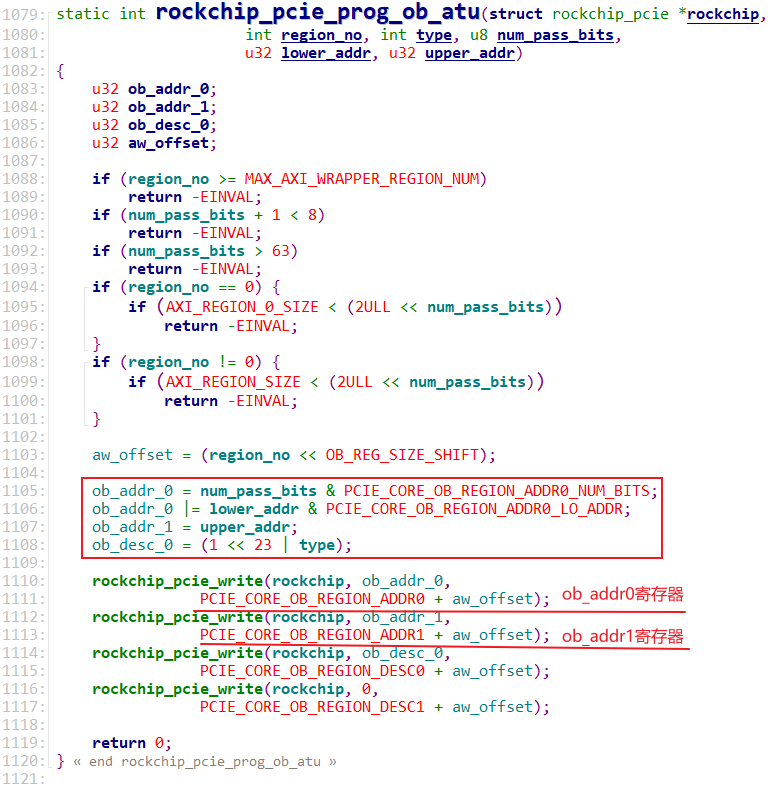 1079: static int rockchip_pcie_prog_ob_atu(struct rockchip_pcie *rockchip,
1080: int region_no, int type, u8 num_pass_bits,
1081: u32 lower_addr, u32 upper_addr)
1082: {
1083: u32 ob_addr_0;
1084: u32 ob_addr_1;
1085: u32 ob_desc_0;
1086: u32 aw_offset;
1087:
1088: if (region_no >= MAX_AXI_WRAPPER_REGION_NUM)
1089: return -EINVAL;
1090: if (num_pass_bits + 1 < 8)
1091: return -EINVAL;
1092: if (num_pass_bits > 63)
1093: return -EINVAL;
1094: if (region_no == 0) {
1095: if (AXI_REGION_0_SIZE < (2ULL << num_pass_bits))
1096: return -EINVAL;
1097: }
1098: if (region_no != 0) {
1099: if (AXI_REGION_SIZE < (2ULL << num_pass_bits))
1100: return -EINVAL;
1101: }
1102:
1103: aw_offset = (region_no << OB_REG_SIZE_SHIFT);
1104:
1105: ob_addr_0 = num_pass_bits & PCIE_CORE_OB_REGION_ADDR0_NUM_BITS;
1106: ob_addr_0 |= lower_addr & PCIE_CORE_OB_REGION_ADDR0_LO_ADDR;
1107: ob_addr_1 = upper_addr;
1108: ob_desc_0 = (1 << 23 | type);
1109:
1110: rockchip_pcie_write(rockchip, ob_addr_0,
1111: PCIE_CORE_OB_REGION_ADDR0 + aw_offset); ob_addr0寄存器
1112: rockchip_pcie_write(rockchip, ob_addr_1,
1113: PCIE_CORE_OB_REGION_ADDR1 + aw_offset); ob_addr1寄存器
1114: rockchip_pcie_write(rockchip, ob_desc_0,
1115: PCIE_CORE_OB_REGION_DESC0 + aw_offset);
1116: rockchip_pcie_write(rockchip, 0,
1117: PCIE_CORE_OB_REGION_DESC1 + aw_offset);
1118:
1119: return 0;
1120: } « end rockchip_pcie_prog_ob_atu »
1121: